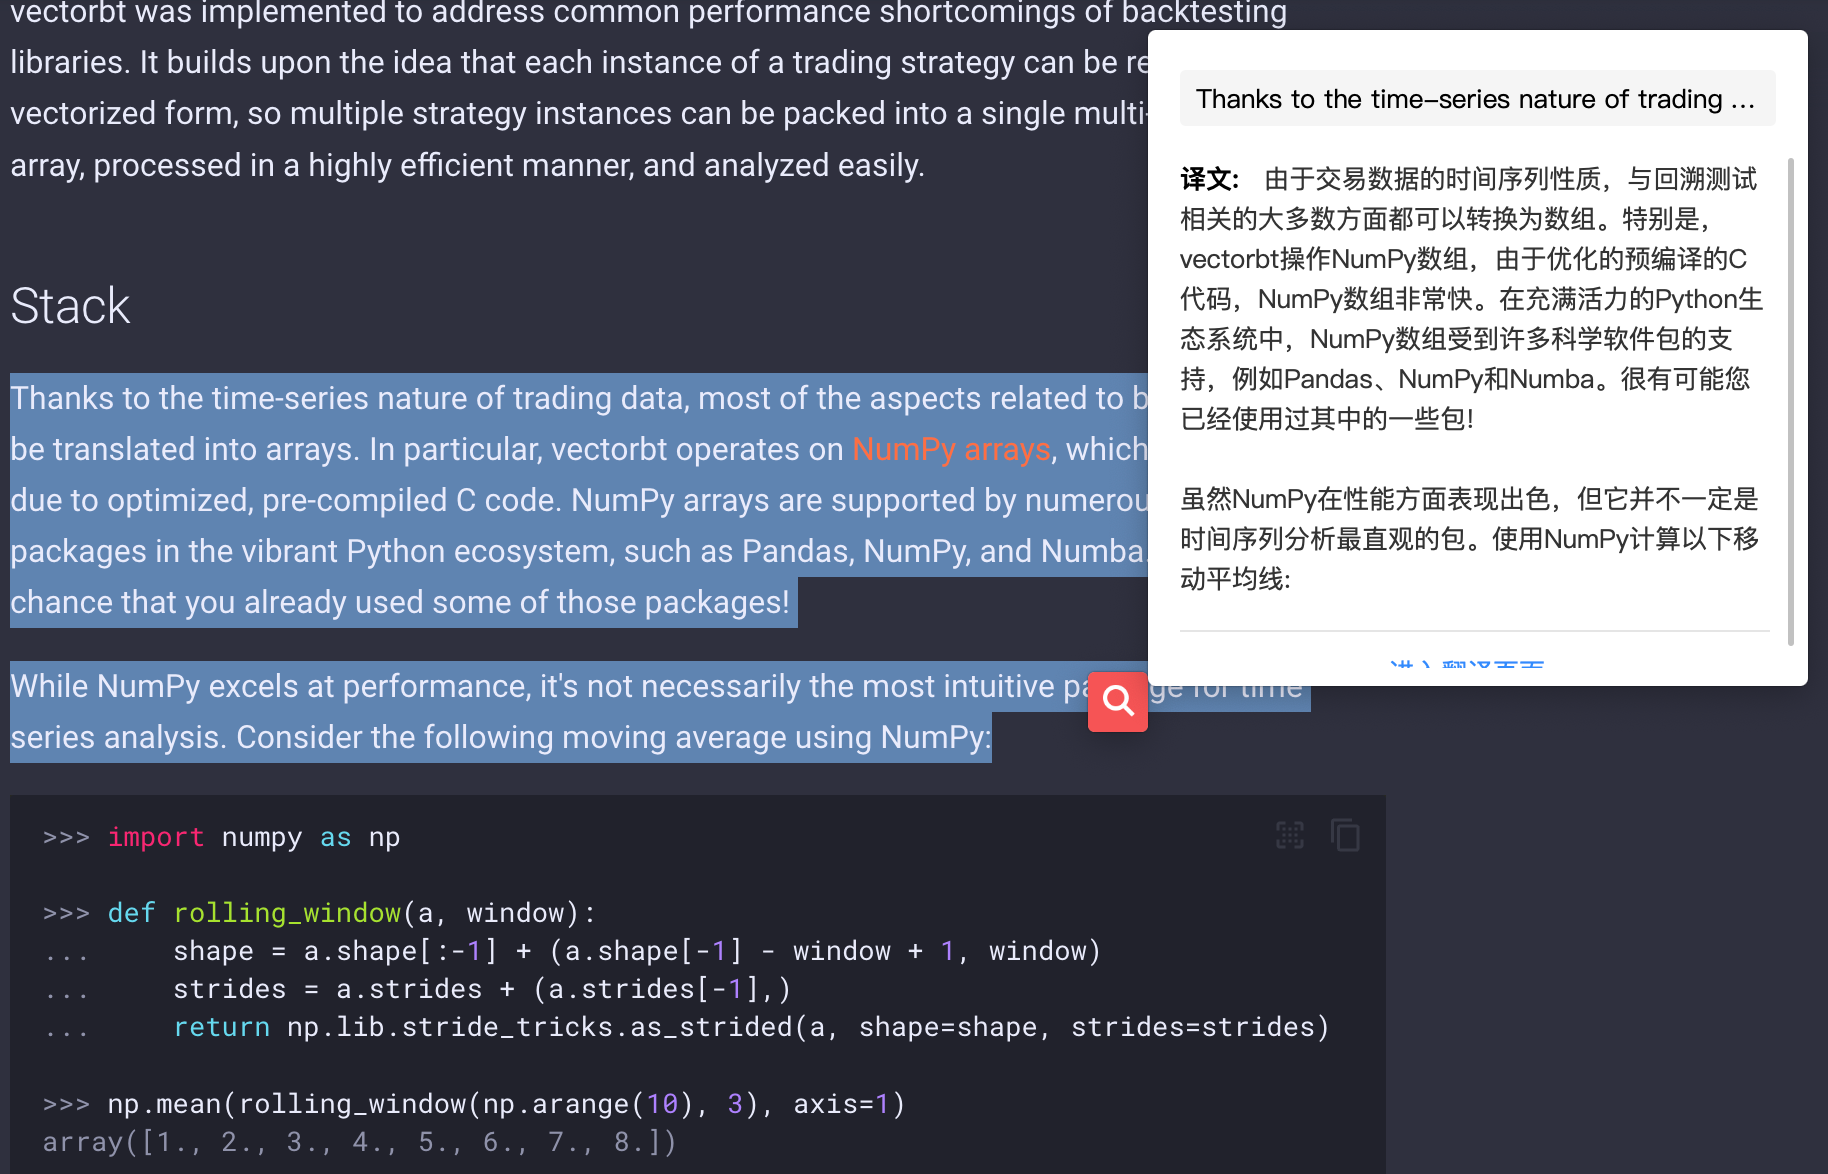 vectorbt was implemented to address common performance shortcomings of backtesting
libraries. It builds upon the idea that each instance of a trading strategy can be re
vectorized form, so multiple strategy instances can be packed into a single multi-
array, processed in a highly efficient manner, and analyzed easily.
Stack
Thanks to the time-series nature of trading data, most of the aspects related to b
be translated into arrays. In particular, vectorbt operates on NumPy arrays, which
due to optimized, pre-compiled C code. NumPy arrays are supported by numerou
packages in the vibrant Python ecosystem, such as Pandas, NumPy, and Numba.
chance that you already used some of those packages!
While NumPy excels at performance, it's not necessarily the most intuitive pa ge for time
series analysis. Consider the following moving average using NumPy:
>>> import numpy as np
>>> def rolling_window(a, window):
...     shape = a.shape[:-1] + (a.shape[-1] - window + 1, window)
...     strides = a.strides + (a.strides[-1],)
...     return np.lib.stride_tricks.as_strided(a, shape=shape, strides=strides)
>>> np.mean(rolling_window(np.arange(10), 3), axis=1)
array([1., 2., 3., 4., 5., 6., 7., 8.])
Thanks to the time-series nature of trading ...
译文: 由于交易数据的时间序列性质，与回溯测试
相关的大多数方面都可以转换为数组。特别是，
vectorbt操作NumPy数组，由于优化的预编译的C
代码，NumPy数组非常快。在充满活力的Python生
态系统中，NumPy数组受到许多科学软件包的支
持，例如Pandas、NumPy和Numba。很有可能您
已经使用过其中的一些包!
虽然NumPy在性能方面表现出色，但它并不一定是
时间序列分析最直观的包。使用NumPy计算以下移
动平均线:
进入翻译页面